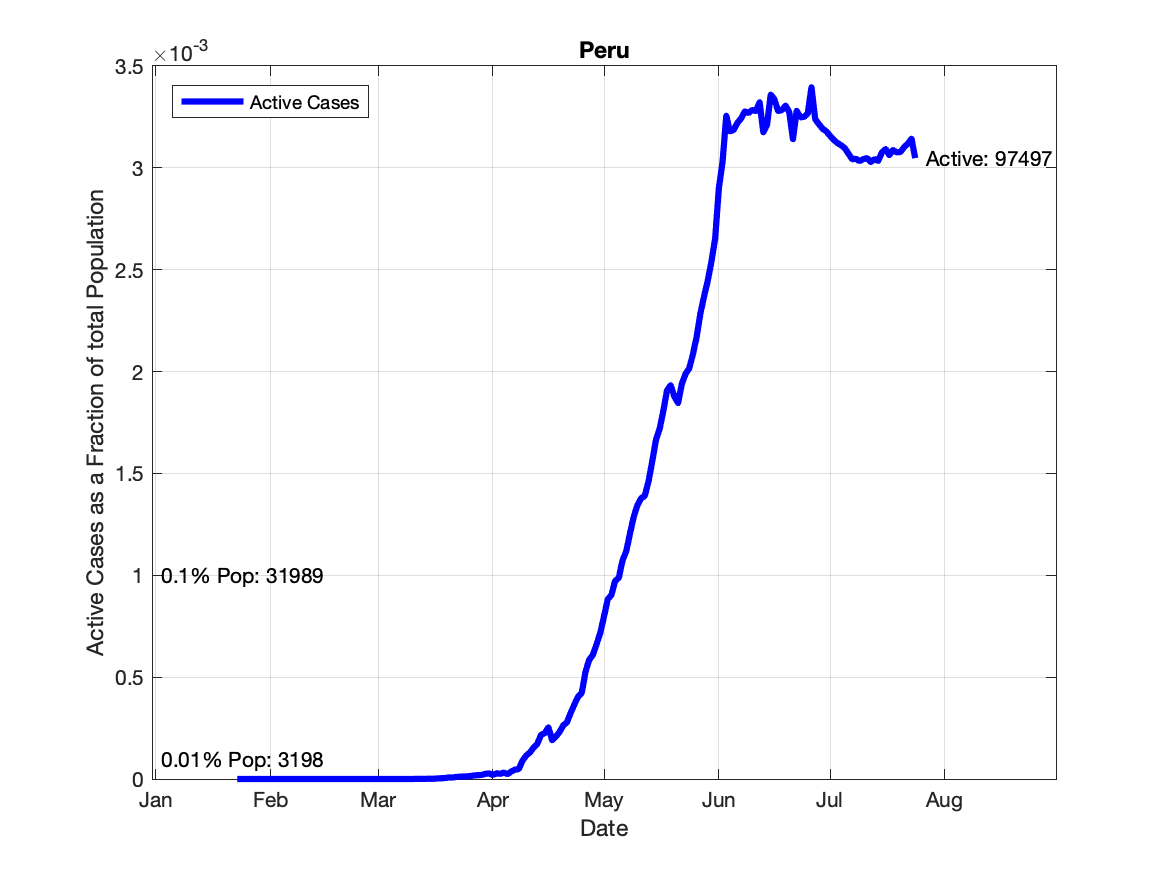 Peru
×10-3
3.5
Active Cases
3
Active: 97497
2.5
2
1.5
1
0.1% Pop: 31989
0.5
0.01% Pop: 3198
0
Jan Feb Mar Apr May Jun Jul Aug
Date
Active Cases as a Fraction of total Population